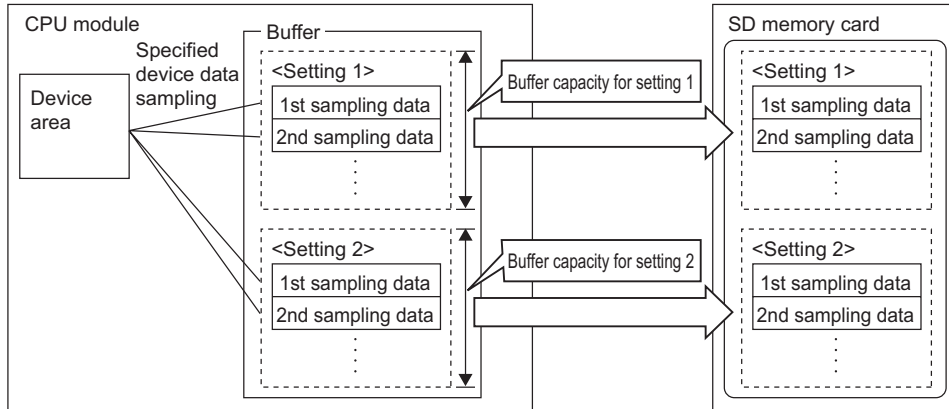 CPU module
Specified
device data
sampling
Device
area
Buffer
<Setting 1>
1st sampling data
2nd sampling data
Buffer capacity for setting 1
<Setting 2>
1st sampling data
2nd sampling data
Buffer capacity for setting 2
SD memory card
<Setting 1>
1st sampling data
2nd sampling data
<Setting 2>
1st sampling data
2nd sampling data